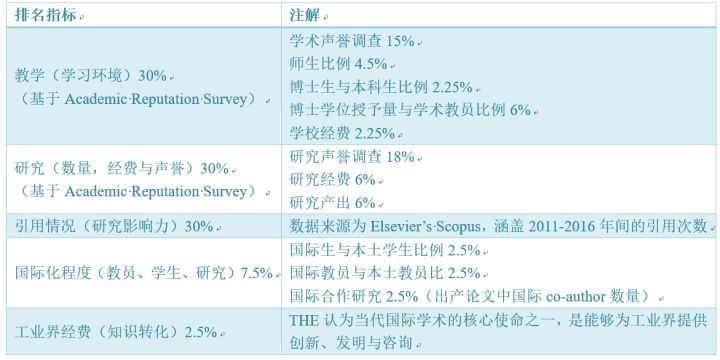 排名指标
注解
教学（学习环境）30%
（基于 Academic·Reputation·Survey）
学术声誉调查 15%
师生比例 4.5%
博士生与本科生比例 2.25%
博士学位授予量与学术教员比例 6%
学校经费 2.25%
研究（数量，经费与声誉）30%
（基于 Academic·Reputation·Survey）
研究声誉调查 18%
研究经费 6%
研究产出 6%
引用情况（研究影响力）30%
数据来源为 Elsevier’s·Scopus，涵盖 2011-2016 年间的引用次数
国际化程度（教员、学生、研究）7.5%
国际生与本土学生比例 2.5%
国际教员与本土教员比 2.5%
国际合作研究 2.5%（出产论文中国际 co-author 数量）
工业界经费（知识转化）2.5%
THE 认为当代国际学术的核心使命之一，是能够为工业界提供
创新、发明与咨询